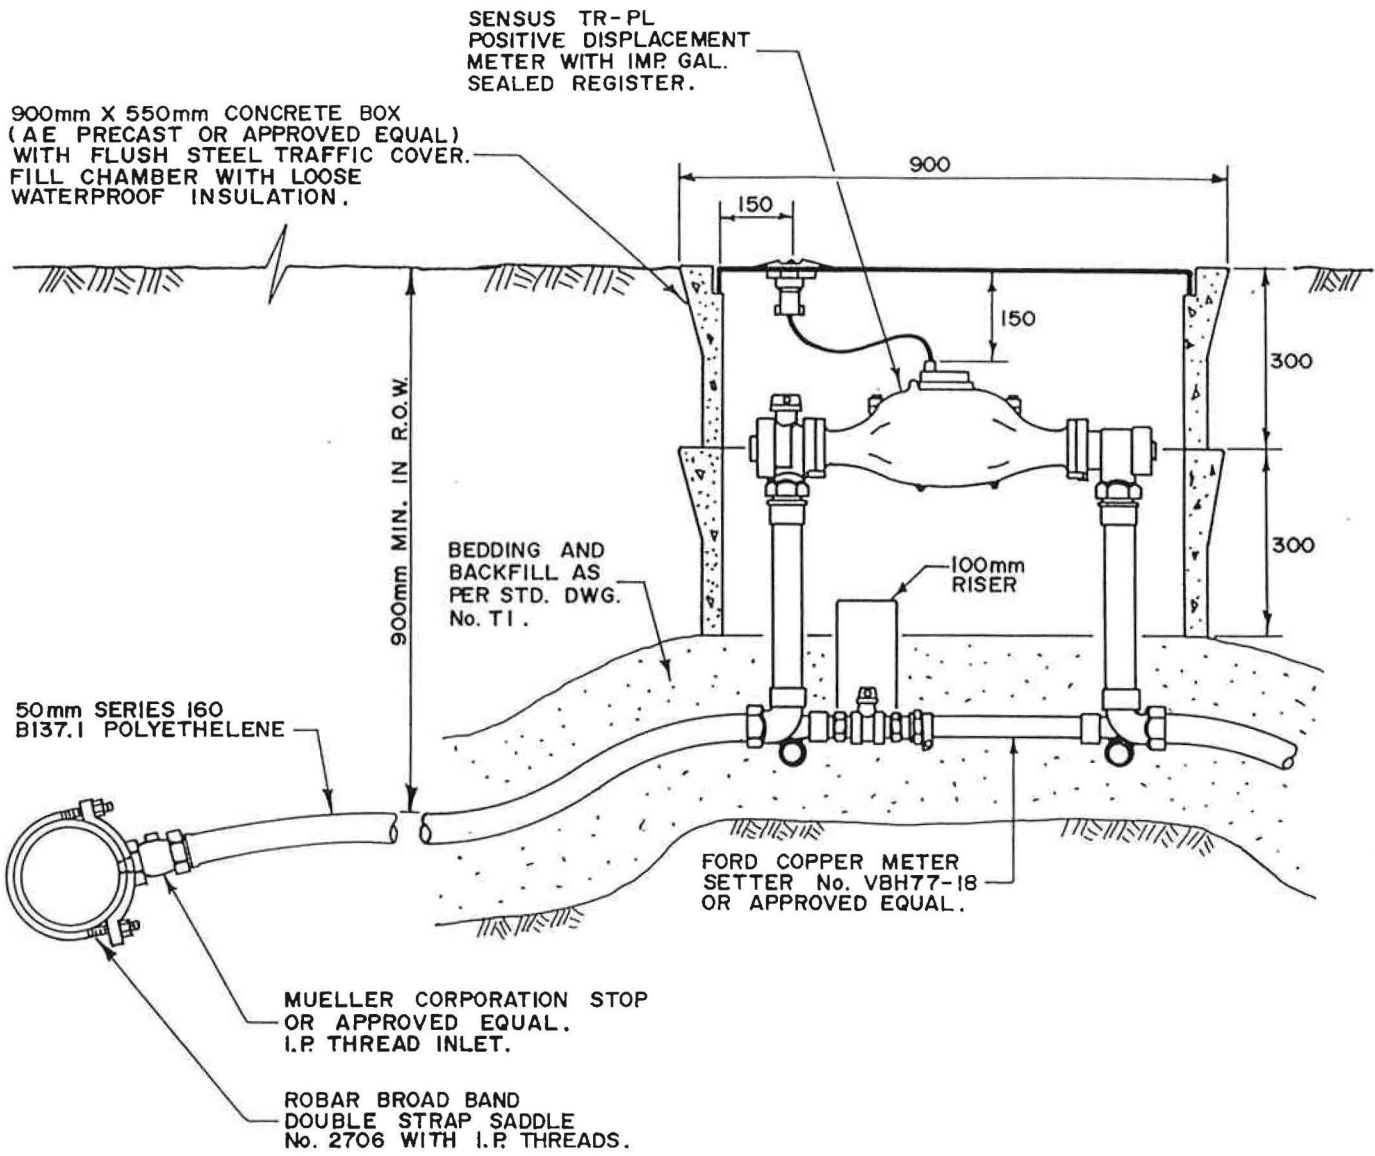 SENSUS TR-PL
POSITIVE DISPLACEMENT
METER WITH IMP. GAL.
SEALED REGISTER.
900mm X 550mm CONCRETE BOX
(AE PRECAST OR APPROVED EQUAL)
WITH FLUSH STEEL TRAFFIC COVER.
FILL CHAMBER WITH LOOSE
WATERPROOF INSULATION.
900
150
150
300
900mm MIN. IN R.O.W.
BEDDING AND
BACKFILL AS
PER STD. DWG.
No. T1.
100mm
RISER
300
50mm SERIES 160
B137.1 POLYETHELENE
FORD COPPER METER
SETTER No. VBH77-18
OR APPROVED EQUAL.
MUELLER CORPORATION STOP
OR APPROVED EQUAL.
I.P. THREAD INLET.
ROBAR BROAD BAND
DOUBLE STRAP SADDLE
No. 2706 WITH I.P. THREADS.